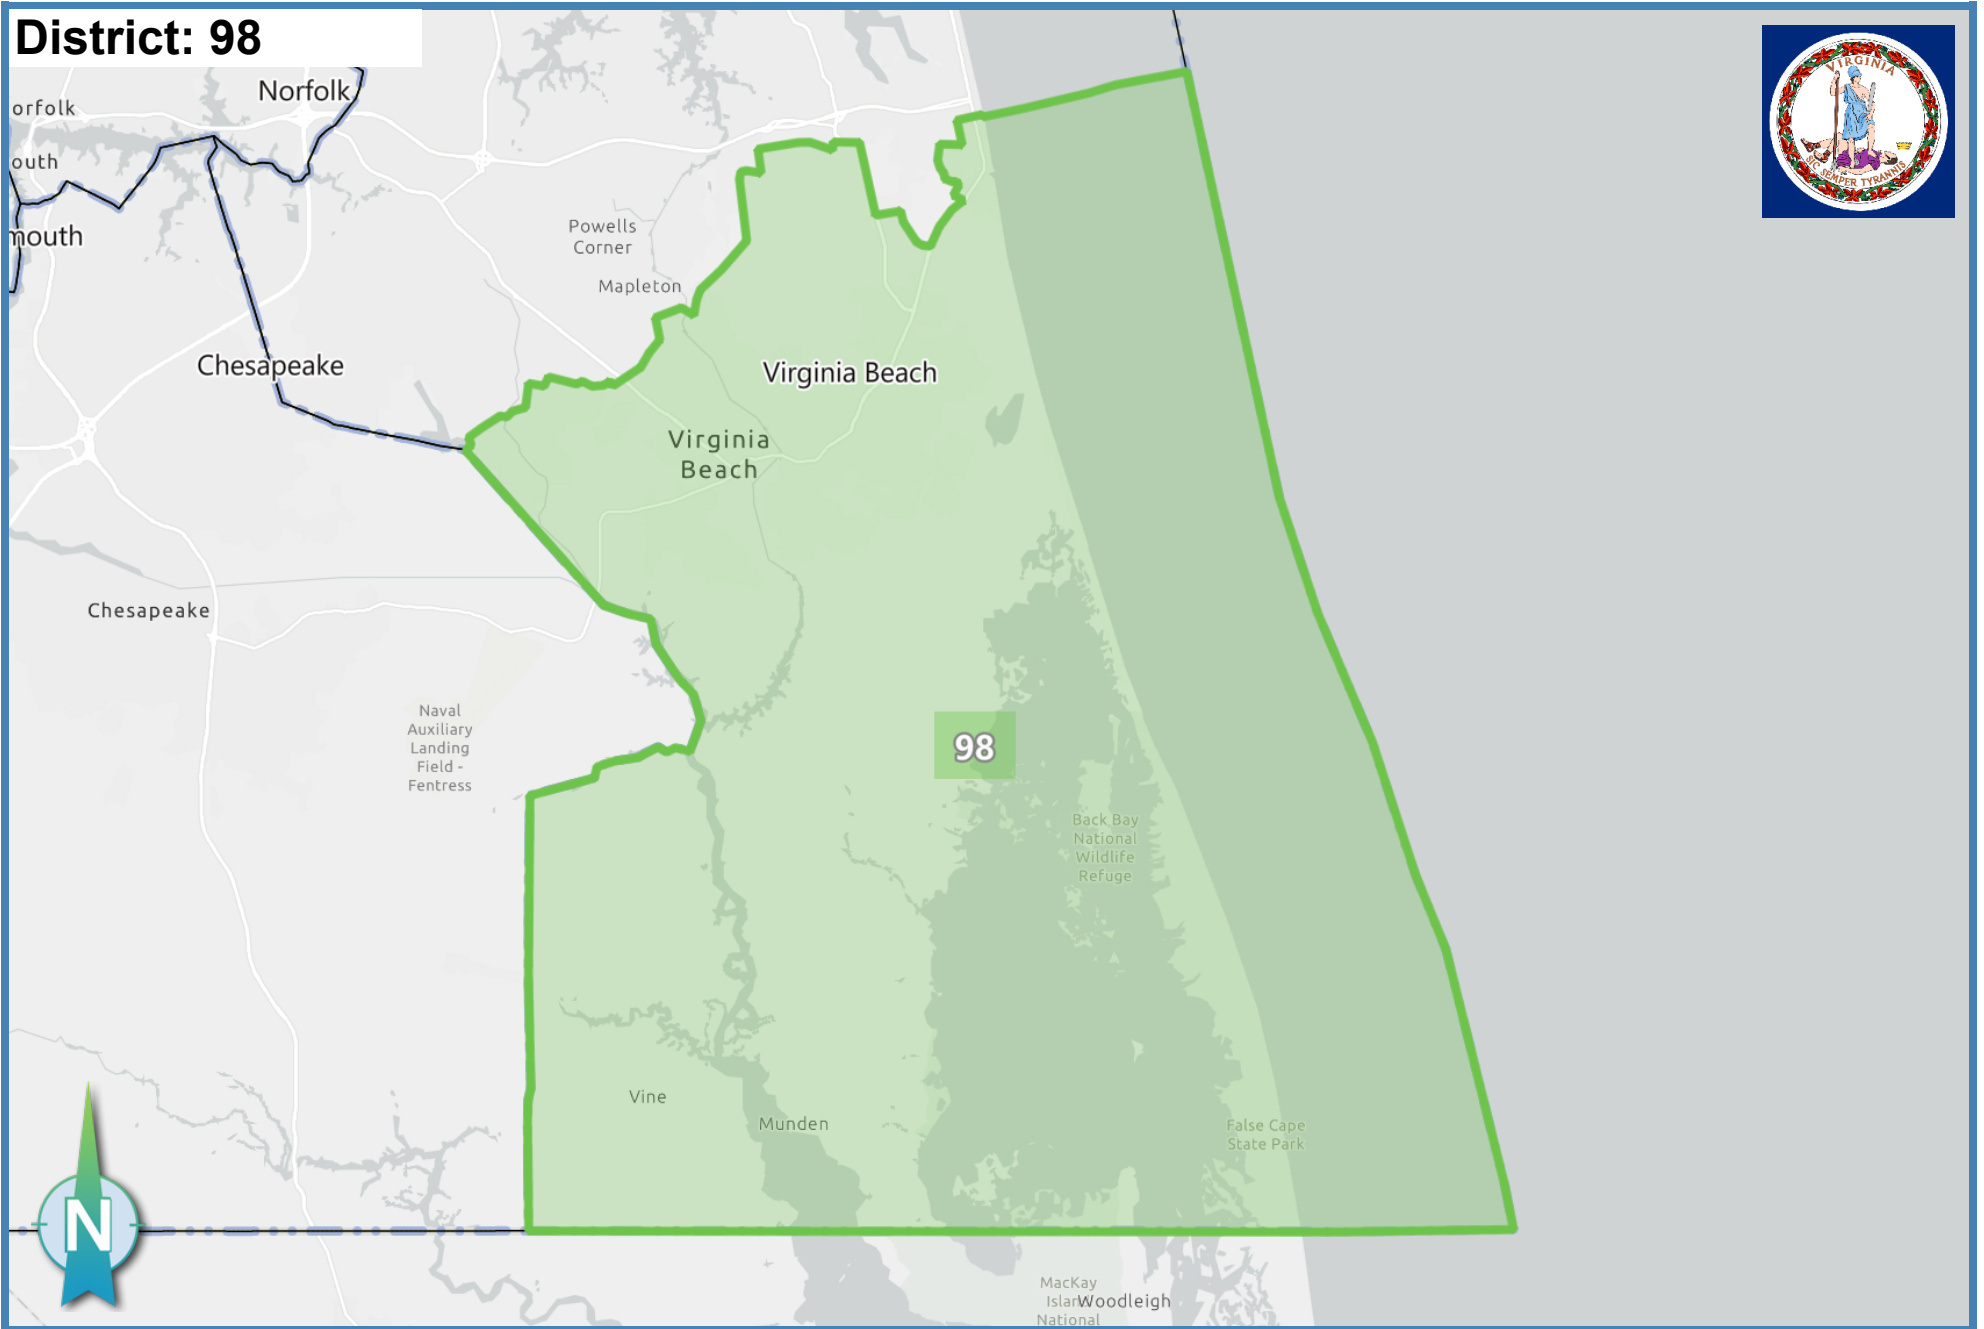 District: 98
VIRGINIA
SIC SEMPER TYRANNIS
Norfolk
orfolk
outh
mouth
Powells
Corner
Mapleton
Chesapeake
Virginia Beach
Virginia
Beach
Chesapeake
Naval
Auxiliary
Landing
Field -
Fentress
98
Back Bay
National
Wildlife
Refuge
Vine
Munden
False Cape
State Park
N
MacKay
Island
National
Woodleigh